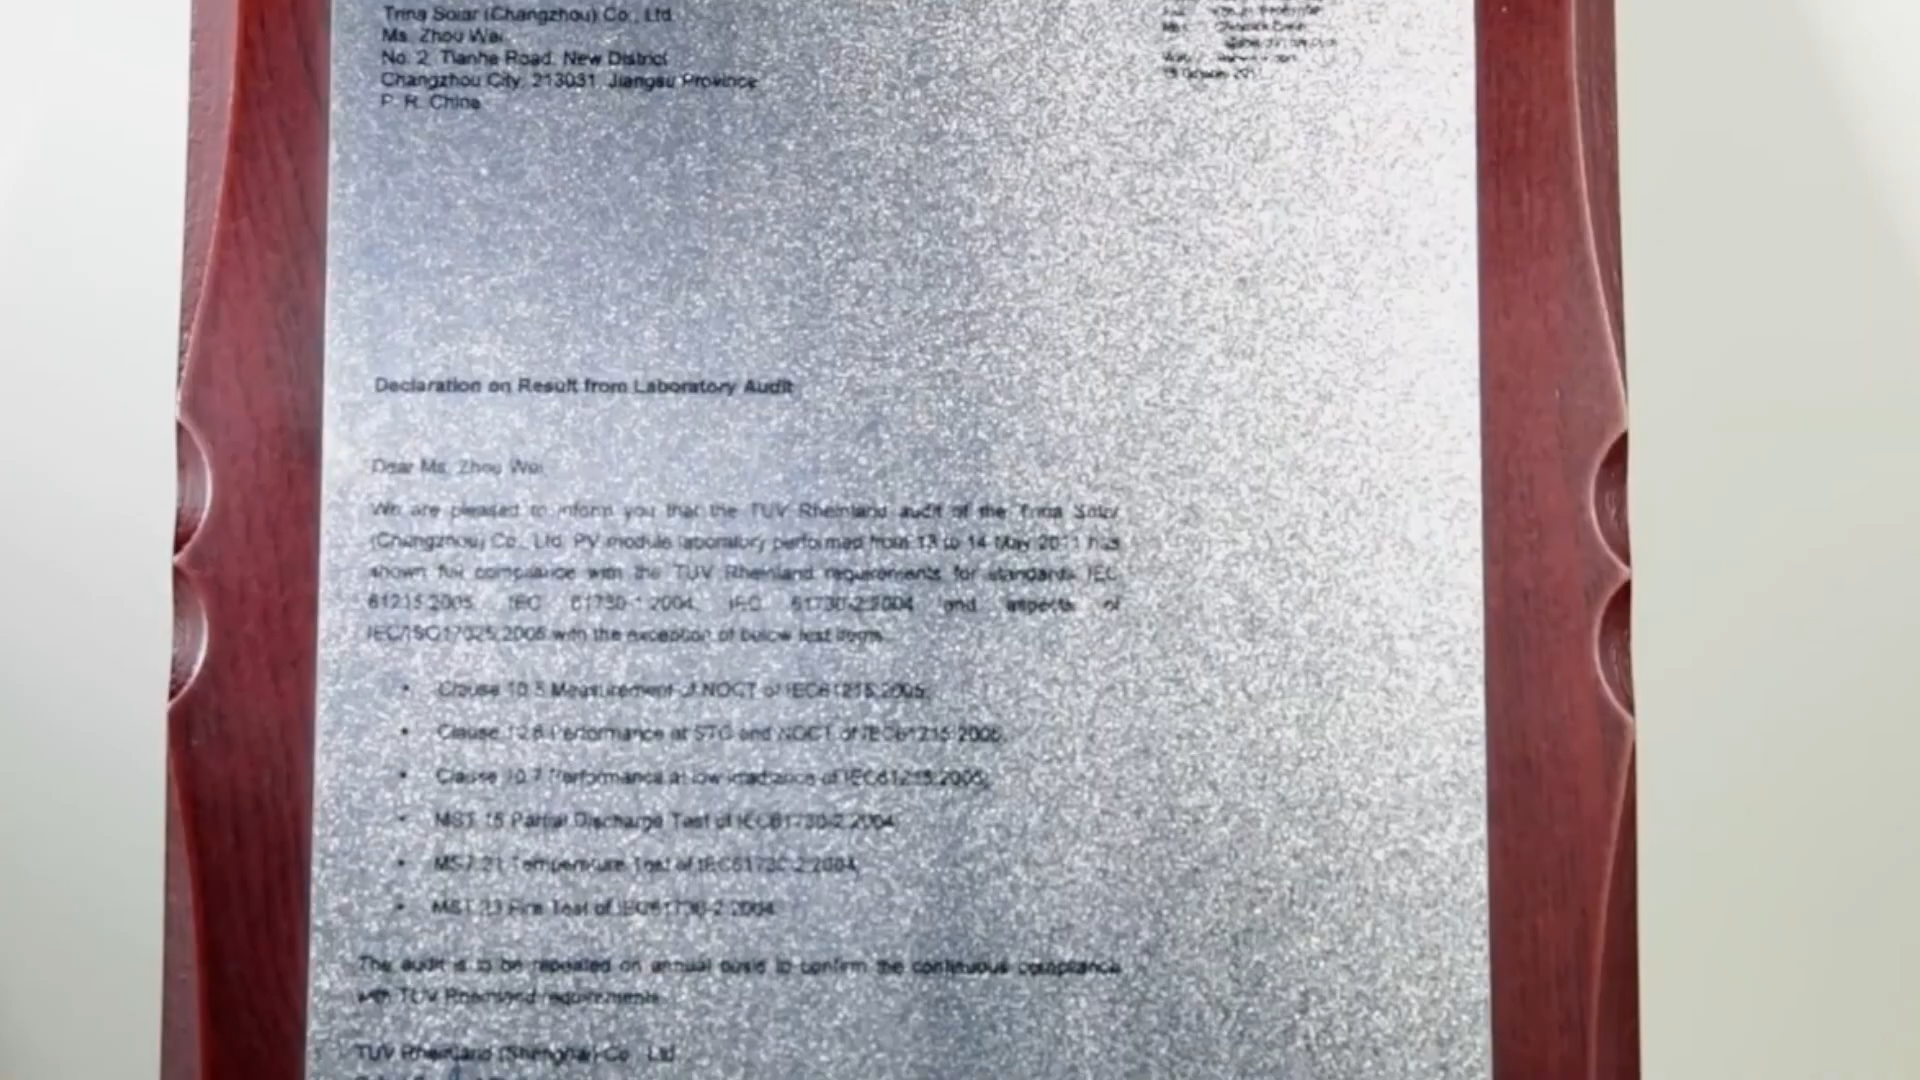 Trina Solar (Changzhou) Co., Ltd.
Ms. Zhou Wei
No. 2, Tianhe Road, New District
Changzhou City, 213031, Jiangsu Province
P. R. China
Declaration on Result from Laboratory Audit
Dear Ms. Zhou Wei,
We are pleased to inform you that the TUV Rheinland audit of the Trina Solar
(Changzhou) Co., Ltd. PV module laboratory performed from 13 to 14 May 2011 has
shown full compliance with the TUV Rheinland requirements for standards IEC
61215:2005, IEC 61730-1:2004, IEC 61730-2:2004 and aspects of
IEC/ISO17025:2005 with the exception of below test items.
• Clause 10.5 Measurement of NOCT of IEC61215:2005;
• Clause Performance at STC and NOCT of IEC61215:2005;
• Clause 10.7 Performance at low irradiance of IEC61215:2005;
• MST 15 Partial Discharge Test of IEC61730-2:2004
• MST 21 Temperature Test of IEC61730-2:2004;
• MST 23 Fire Test of IEC61730-2:2004
The audit is to be repeated on annual basis to confirm the continuous compliance
with TUV Rheinland requirements.
TUV Rheinland (Shanghai) Co., Ltd.